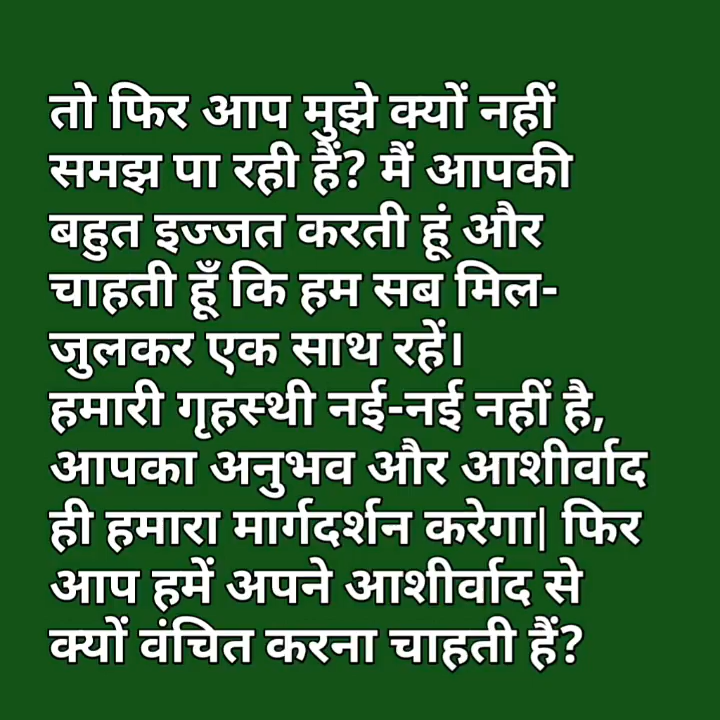 तो फिर आप मुझे क्यों नहीं
समझ पा रही हैं? मैं आपकी
बहुत इज्जत करती हूं और
चाहती हूँ कि हम सब मिल-
जुलकर एक साथ रहें।
हमारी गृहस्थी नई-नई नहीं है,
आपका अनुभव और आशीर्वाद
ही हमारा मार्गदर्शन करेगा| फिर
आप हमें अपने आशीर्वाद से
क्यों वंचित करना चाहती हैं?